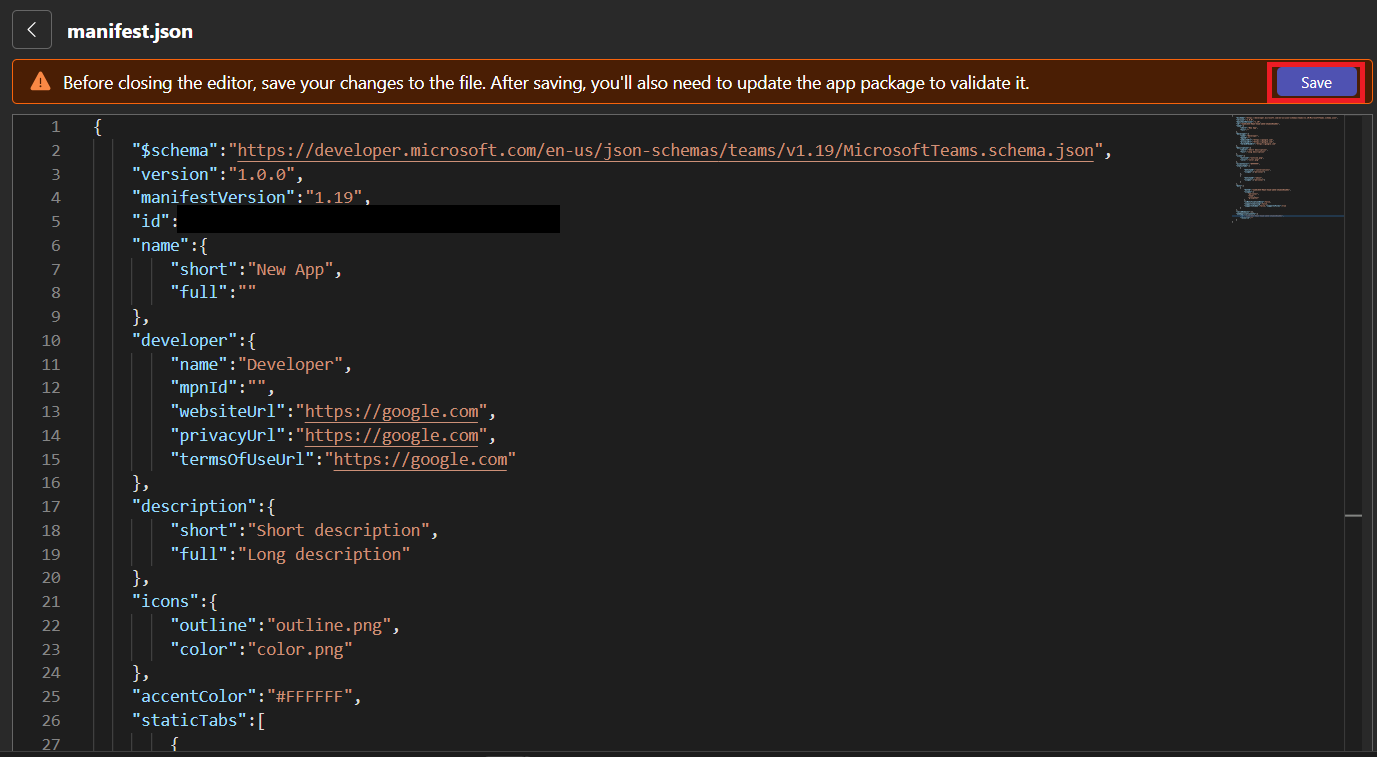 manifest.json
Before closing the editor, save your changes to the file. After saving, you'll also need to update the app package to validate it. Save
1 {
2 "$schema":"https://developer.microsoft.com/en-us/json-schemas/teams/v1.19/MicrosoftTeams.schema.json",
3 "version":"1.0.0",
4 "manifestVersion":"1.19",
5 "id":
6 "name":{
7 "short":"New App",
8 "full":""
9 },
10 "developer":{
11 "name":"Developer",
12 "mpnId":"",
13 "websiteUrl":"https://google.com",
14 "privacyUrl":"https://google.com",
15 "termsOfUseUrl":"https://google.com"
16 },
17 "description":{
18 "short":"Short description",
19 "full":"Long description"
20 },
21 "icons":{
22 "outline":"outline.png",
23 "color":"color.png"
24 },
25 "accentColor":"#FFFFFF",
26 "staticTabs":[
27 {